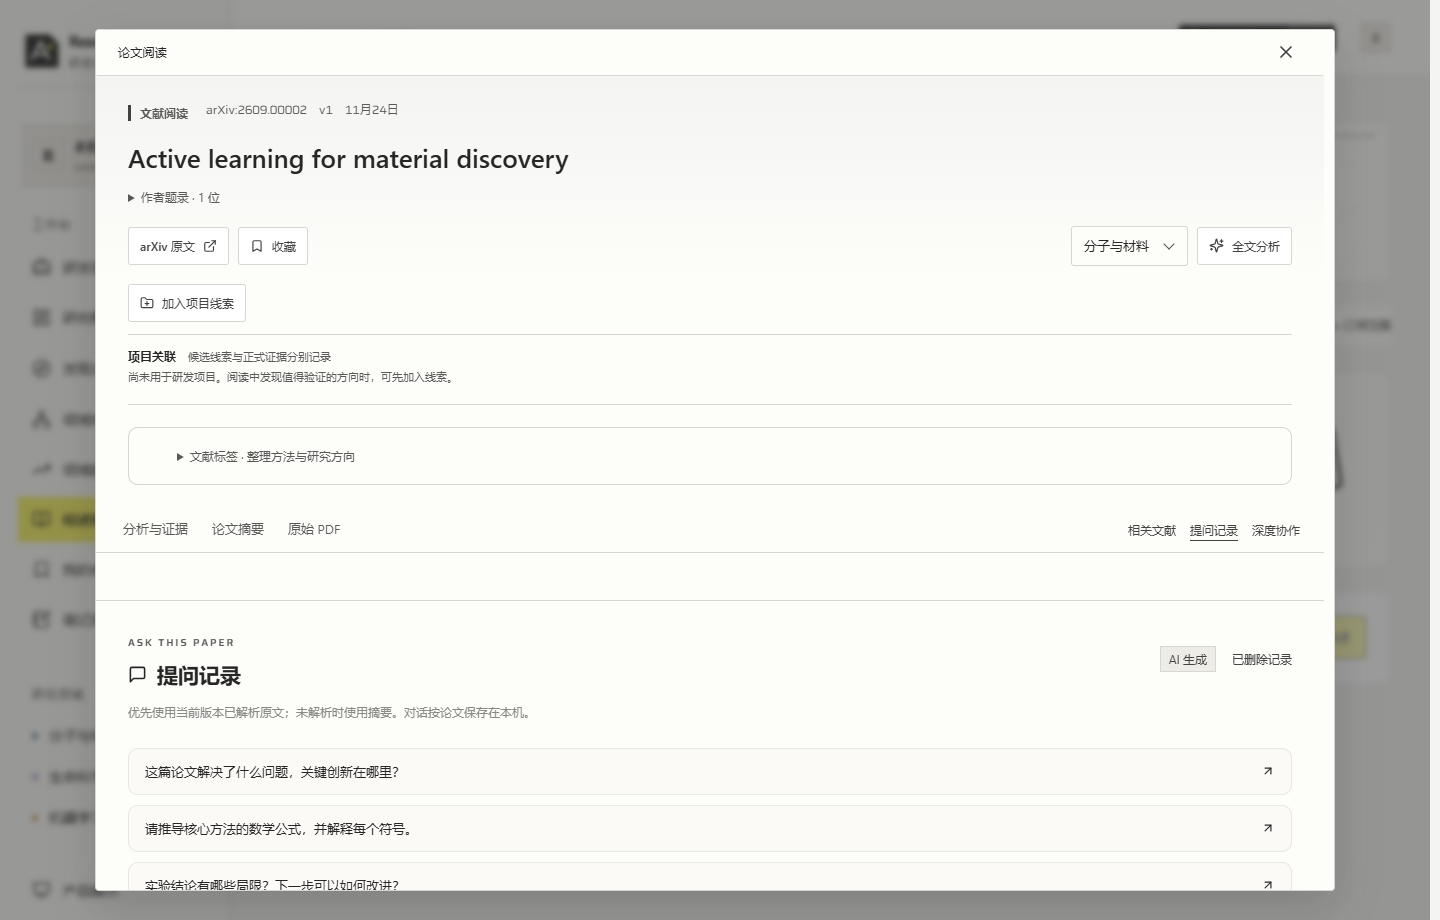 论文阅读
文献阅读 arXiv:2609.00002 v1 11月24日
Active learning for material discovery
作者题录 · 1 位
arXiv 原文 收藏 分子与材料 全文分析
加入项目线索
项目关联 候选线索与正式证据分别记录
尚未用于研发项目。阅读中发现值得验证的方向时，可先加入线索。
文献标签 · 整理方法与研究方向
分析与证据 论文摘要 原始 PDF 相关文献 提问记录 深度协作
ASK THIS PAPER
提问记录 AI 生成 已删除记录
优先使用当前版本已解析原文；未解析时使用摘要。对话按论文保存在本机。
这篇论文解决了什么问题，关键创新在哪里？
请推导核心方法的数学公式，并解释每个符号。
实验结论有哪些局限？下一步可以如何改进？